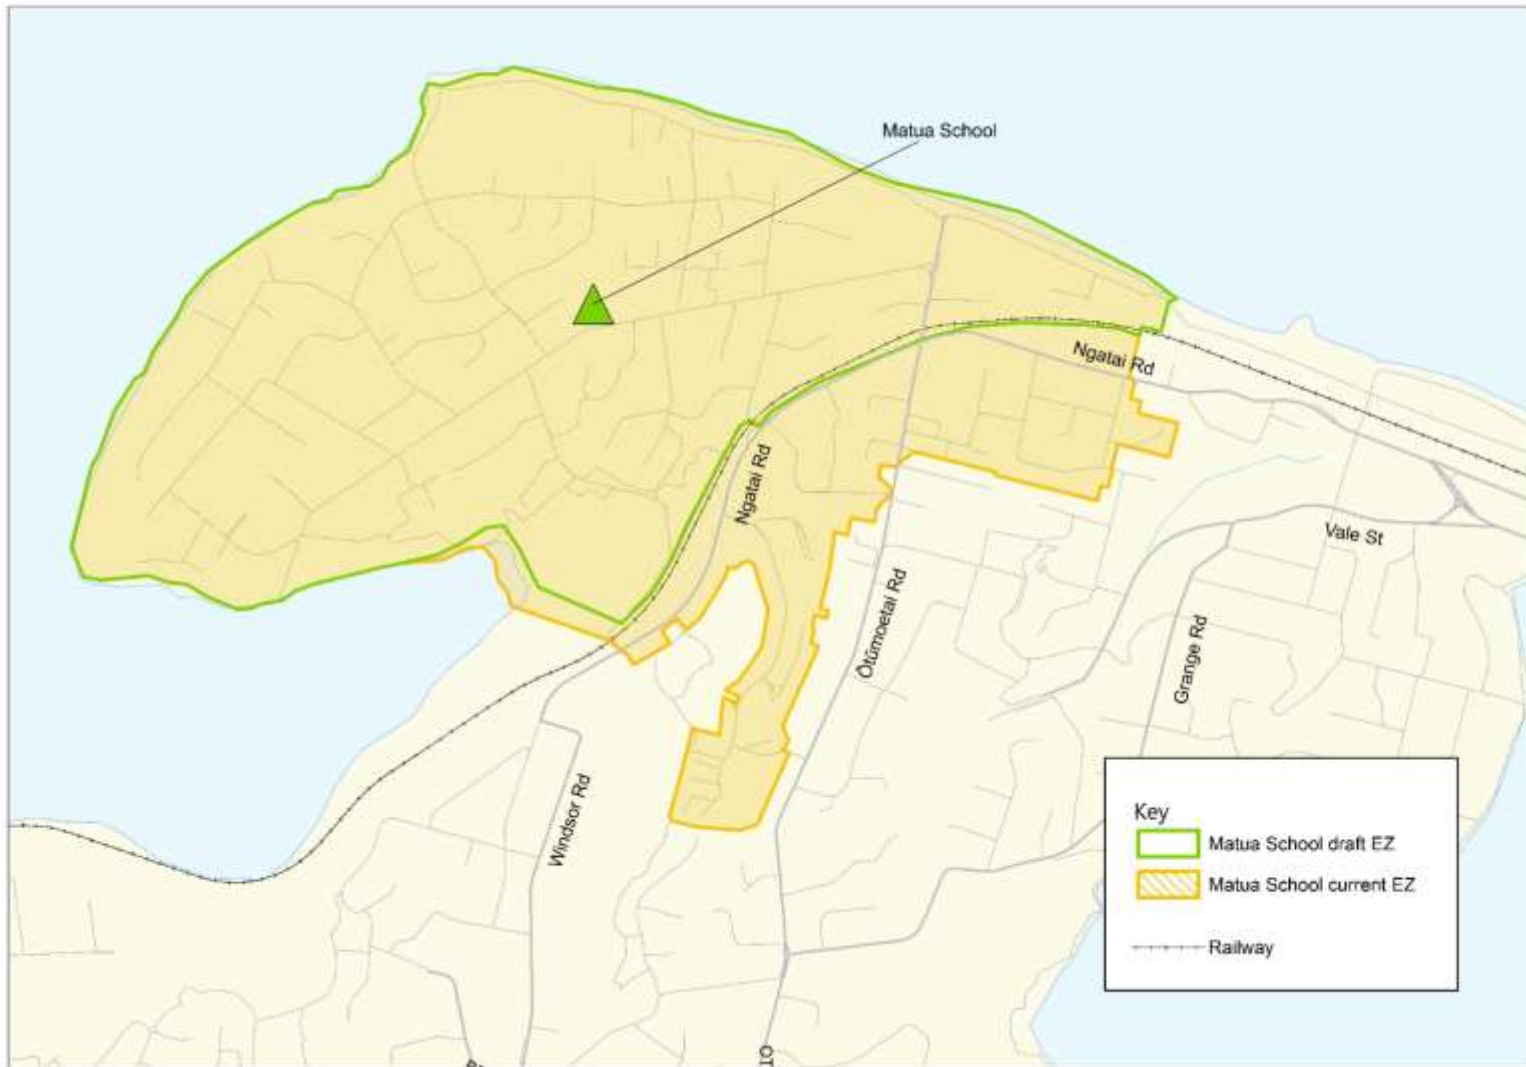 Matua School
Ngatai Rd
Ngatai Rd
Vale St
Ōtūmoetai Rd
Grange Rd
Windsor Rd
Key
Matua School draft EZ
Matua School current EZ
Railway